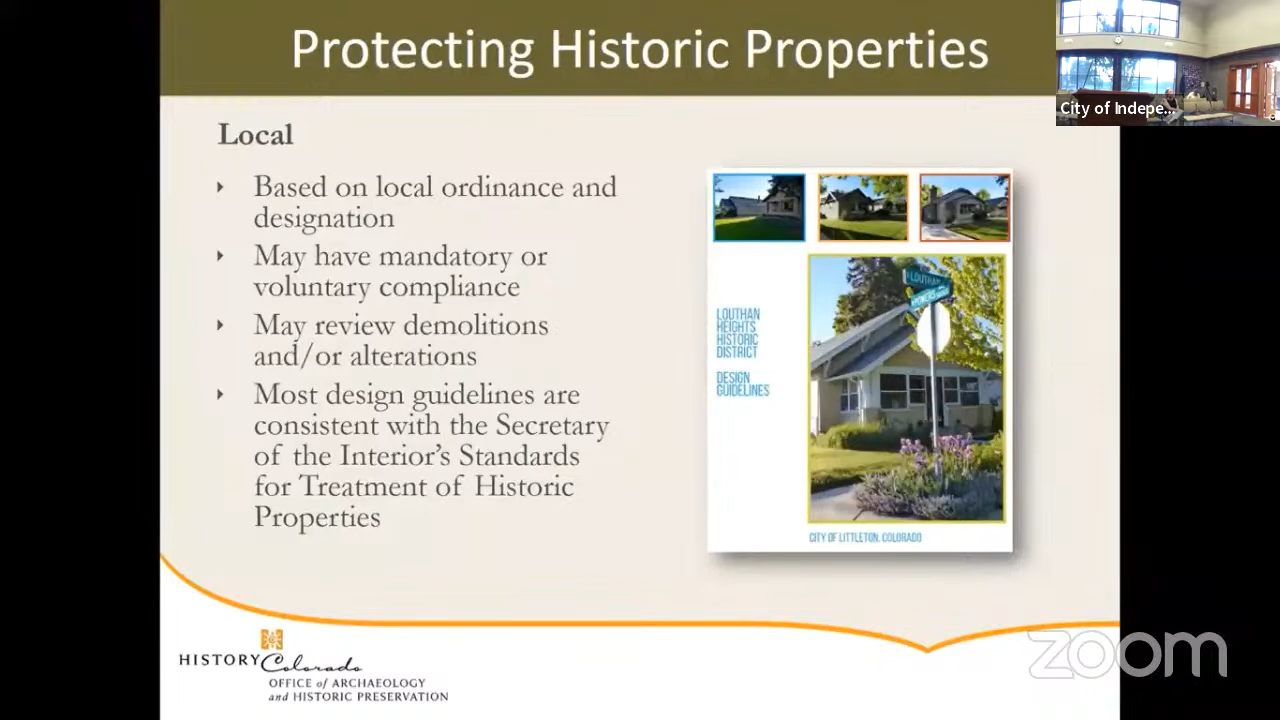 Protecting Historic Properties
City of Indepe...
Local
Based on local ordinance and
designation
May have mandatory or
voluntary compliance
May review demolitions
and/or alterations
Most design guidelines are
consistent with the Secretary
of the Interior's Standards
for Treatment of Historic
Properties
LOUTHAN
HEIGHTS
HISTORIC
DISTRICT
DESIGN
GUIDELINES
LOUTHAN
POWERS
CITY OF LITTLETON, COLORADO
HISTORY Colorado
OFFICE of ARCHAEOLOGY
and HISTORIC PRESERVATION
zoom